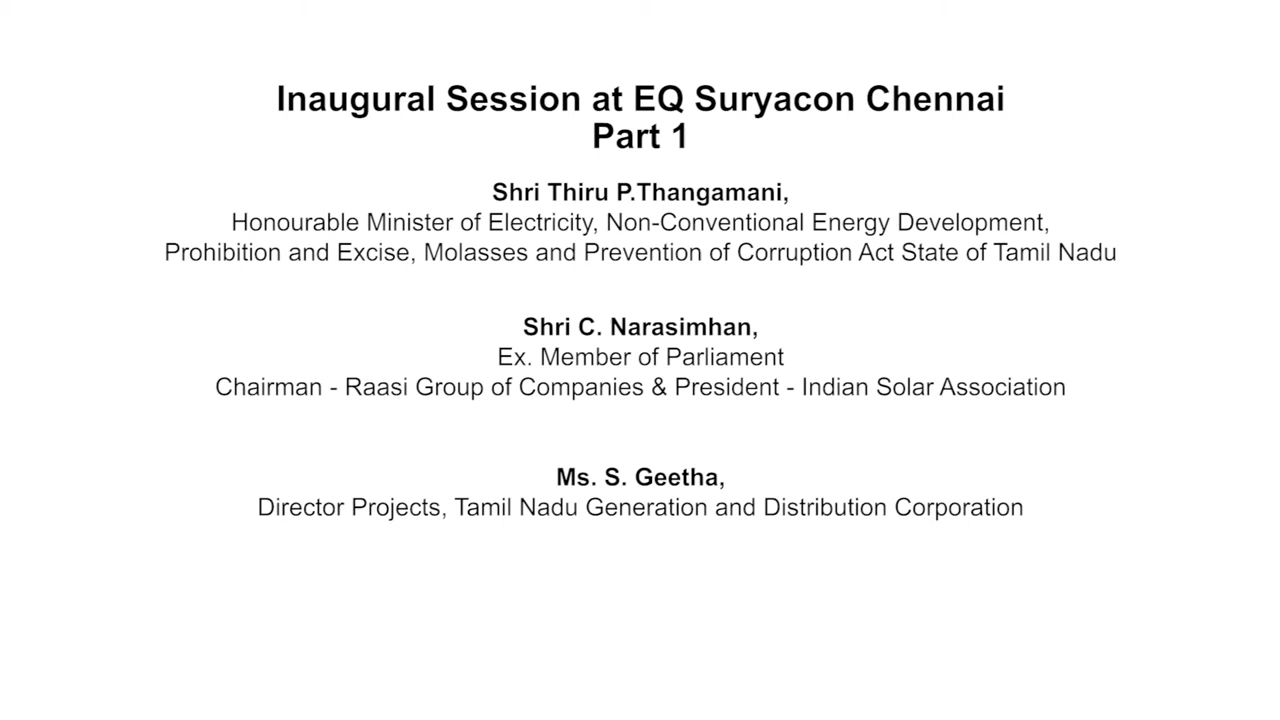 Inaugural Session at EQ Suryacon Chennai
Part 1
Shri Thiru P.Thangamani,
Honourable Minister of Electricity, Non-Conventional Energy Development,
Prohibition and Excise, Molasses and Prevention of Corruption Act State of Tamil Nadu
Shri C. Narasimhan,
Ex. Member of Parliament
Chairman - Raasi Group of Companies & President - Indian Solar Association
Ms. S. Geetha,
Director Projects, Tamil Nadu Generation and Distribution Corporation